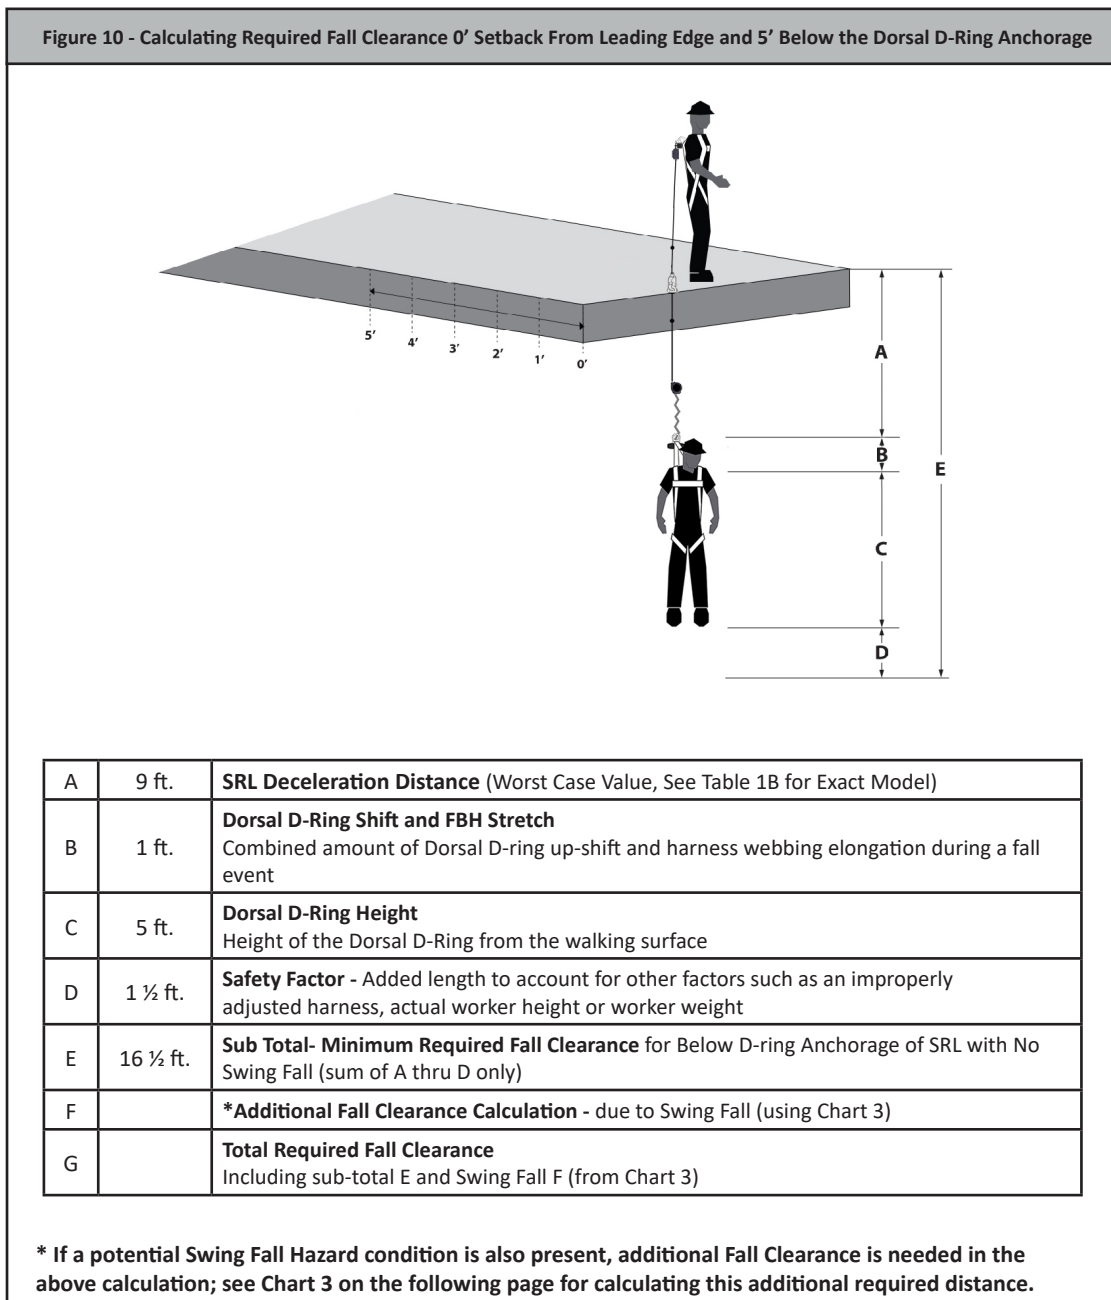 Figure 10 - Calculating Required Fall Clearance 0’ Setback From Leading Edge and 5’ Below the Dorsal D-Ring Anchorage
5’
4’
3’
2’
1’
0’
A
B
C
D
E
A 9 ft. SRL Deceleration Distance (Worst Case Value, See Table 1B for Exact Model)
B 1 ft. Dorsal D-Ring Shift and FBH Stretch
Combined amount of Dorsal D-ring up-shift and harness webbing elongation during a fall
event
C 5 ft. Dorsal D-Ring Height
Height of the Dorsal D-Ring from the walking surface
D 1 ½ ft. Safety Factor - Added length to account for other factors such as an improperly
adjusted harness, actual worker height or worker weight
E 16 ½ ft. Sub Total- Minimum Required Fall Clearance for Below D-ring Anchorage of SRL with No
Swing Fall (sum of A thru D only)
F *Additional Fall Clearance Calculation - due to Swing Fall (using Chart 3)
G Total Required Fall Clearance
Including sub-total E and Swing Fall F (from Chart 3)
* If a potential Swing Fall Hazard condition is also present, additional Fall Clearance is needed in the
above calculation; see Chart 3 on the following page for calculating this additional required distance.